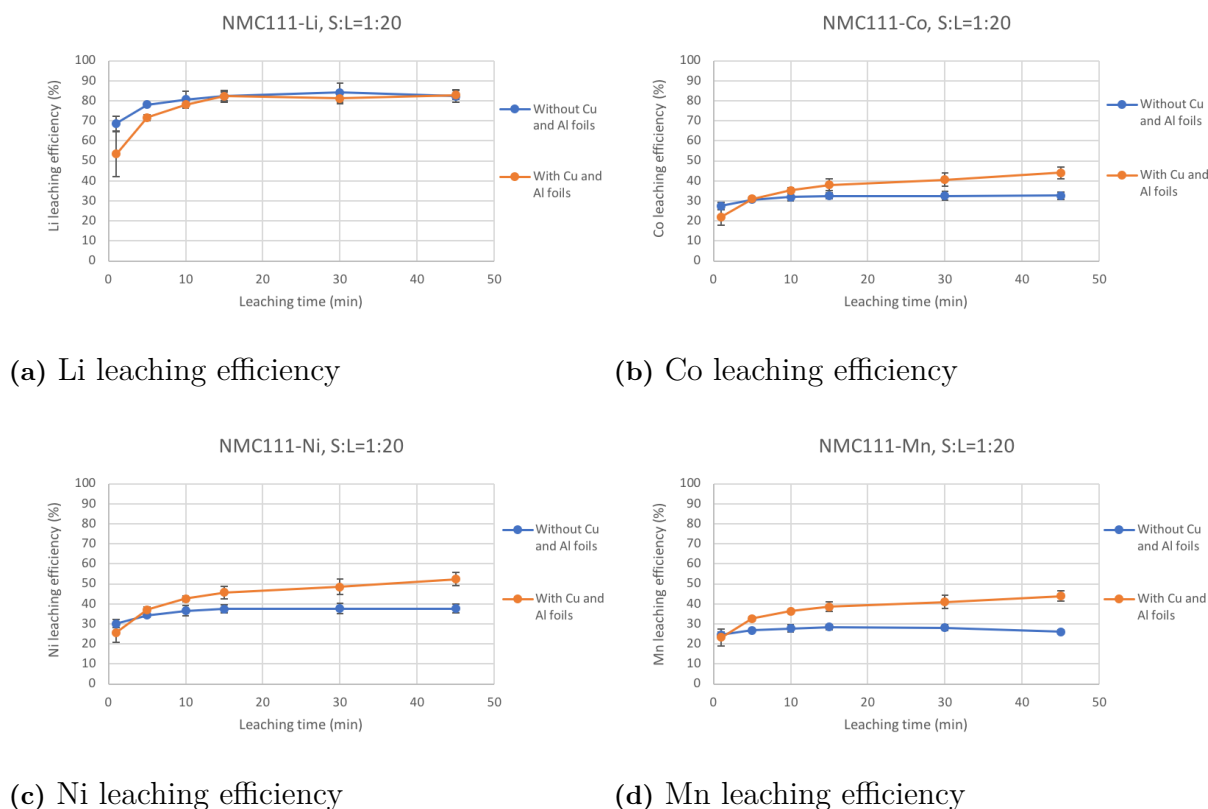 NMC111-Li, S:L=1:20
Li leaching efficiency (%)
100
90
80
70
60
50
40
30
20
10
0
0 10 20 30 40 50
Leaching time (min)
Without Cu
and Al foils
With Cu and
Al foils
(a) Li leaching efficiency
NMC111-Co, S:L=1:20
Co leaching efficiency (%)
100
90
80
70
60
50
40
30
20
10
0
0 10 20 30 40 50
Leaching time (min)
Without Cu
and Al foils
With Cu and
Al foils
(b) Co leaching efficiency
NMC111-Ni, S:L=1:20
Ni leaching efficiency (%)
100
90
80
70
60
50
40
30
20
10
0
0 10 20 30 40 50
Leaching time (min)
Without Cu
and Al foils
With Cu and
Al foils
(c) Ni leaching efficiency
NMC111-Mn, S:L=1:20
Mn leaching efficiency (%)
100
90
80
70
60
50
40
30
20
10
0
0 10 20 30 40 50
Leaching time (min)
Without Cu
and Al foils
With Cu and
Al foils
(d) Mn leaching efficiency